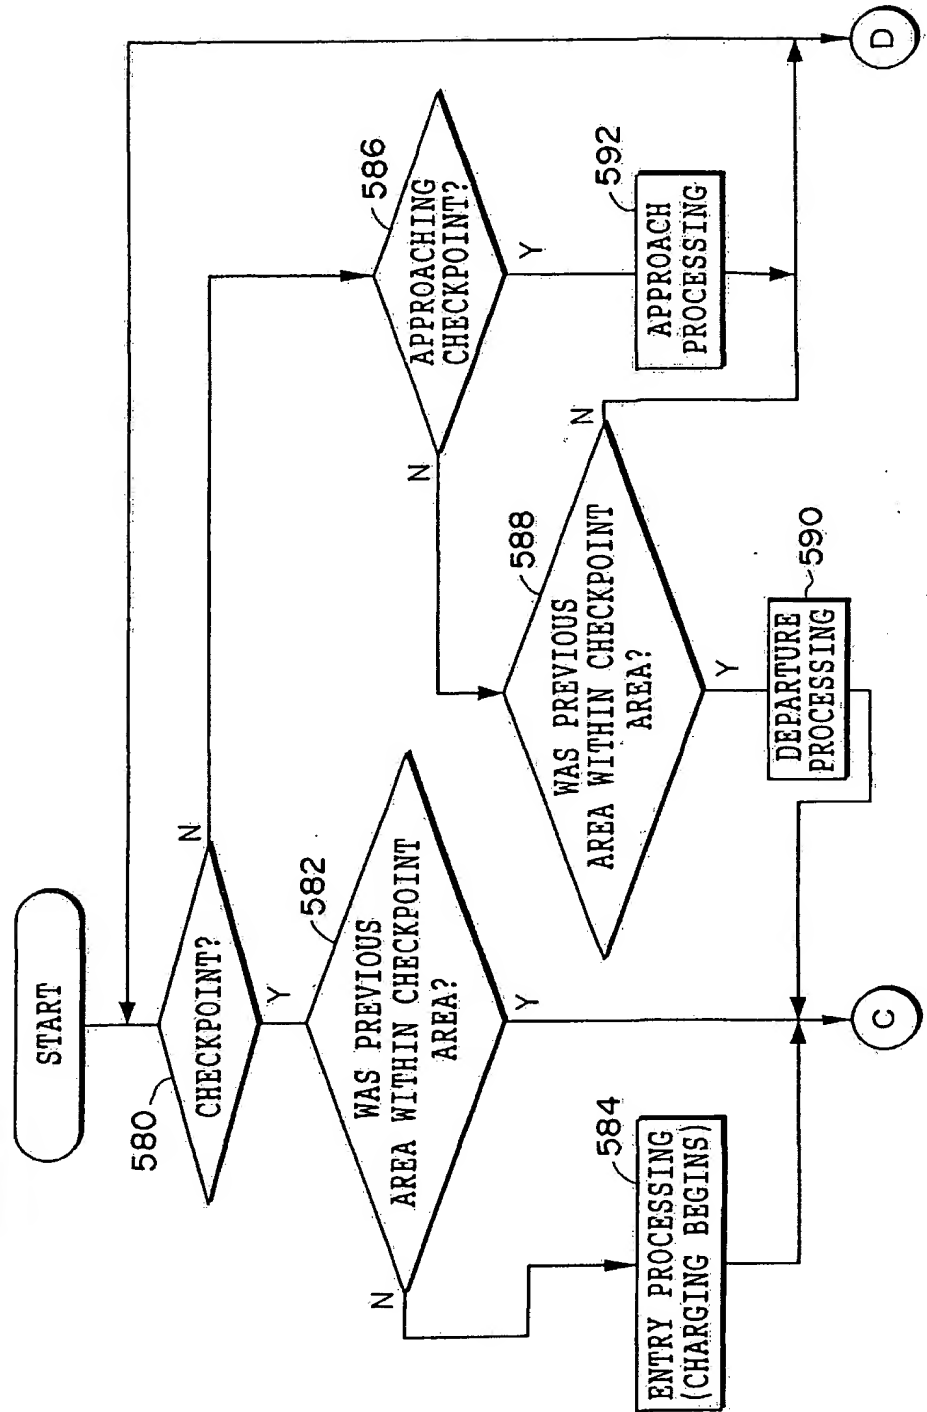 START
580
CHECKPOINT?
N
Y
582
WAS PREVIOUS
AREA WITHIN CHECKPOINT
AREA?
N
Y
584
ENTRY PROCESSING
(CHARGING BEGINS)
586
APPROACHING
CHECKPOINT?
N
Y
588
WAS PREVIOUS
AREA WITHIN CHECKPOINT
AREA?
N
Y
590
DEPARTURE
PROCESSING
592
APPROACH
PROCESSING
C
D